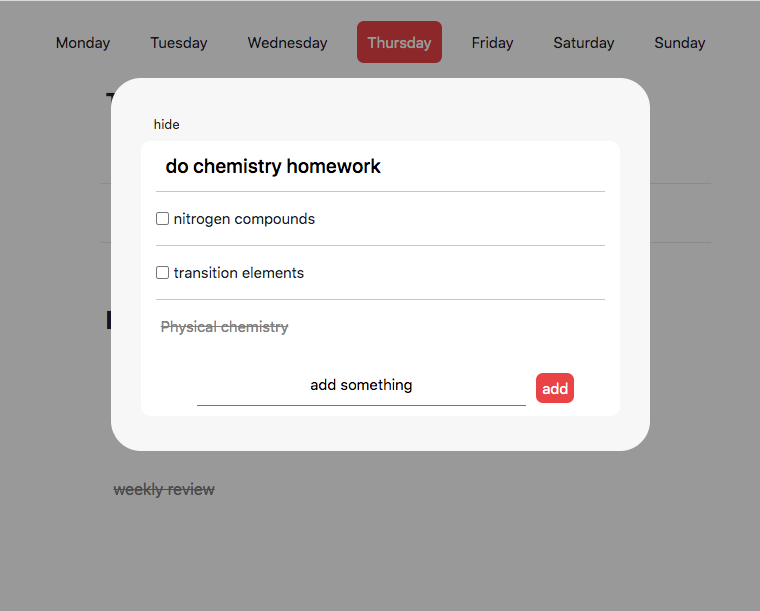 Monday Tuesday Wednesday Thursday Friday Saturday Sunday
hide
do chemistry homework
nitrogen compounds
transition elements
Physical chemistry
add something add
weekly review